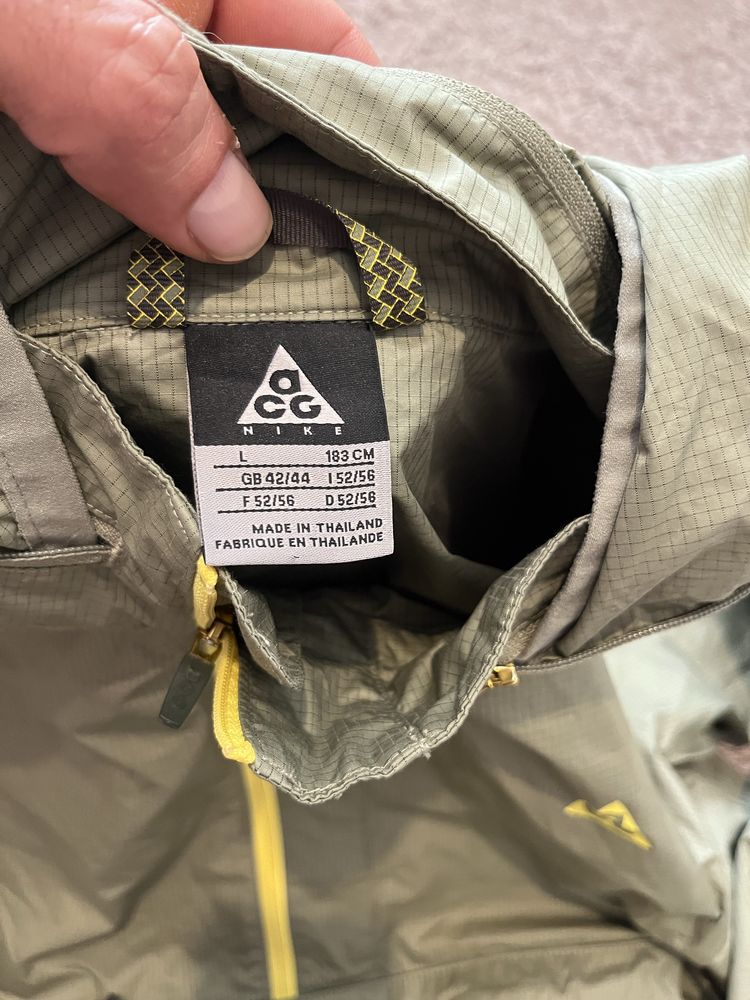 aCG
NIKE
L 183 CM
GB 42/44 I 52/56
F 52/56 D 52/56
MADE IN THAILAND
FABRIQUE EN THAILANDE